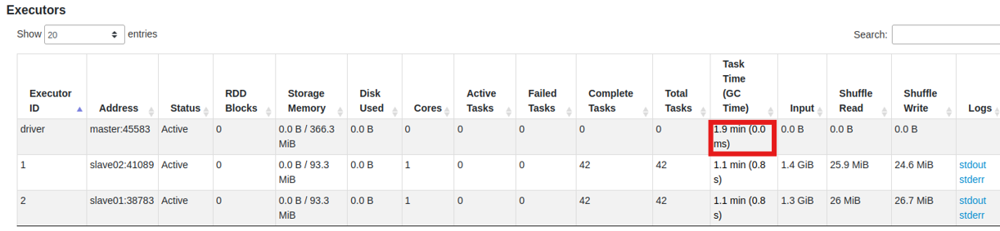 Executors
Show 20 entries Search:
Executor ID Address Status RDD Blocks Storage Memory Disk Used Cores Active Tasks Failed Tasks Complete Tasks Total Tasks Task Time (GC Time) Input Shuffle Read Shuffle Write Logs
driver master:45583 Active 0 0.0 B / 366.3 MiB 0.0 B 0 0 0 0 0 1.9 min (0.0 ms) 0.0 B 0.0 B 0.0 B
1 slave02:41089 Active 0 0.0 B / 93.3 MiB 0.0 B 1 0 0 42 42 1.1 min (0.8 s) 1.4 GiB 25.9 MiB 24.6 MiB stdout stderr
2 slave01:38783 Active 0 0.0 B / 93.3 MiB 0.0 B 1 0 0 42 42 1.1 min (0.8 s) 1.3 GiB 26 MiB 26.7 MiB stdout stderr